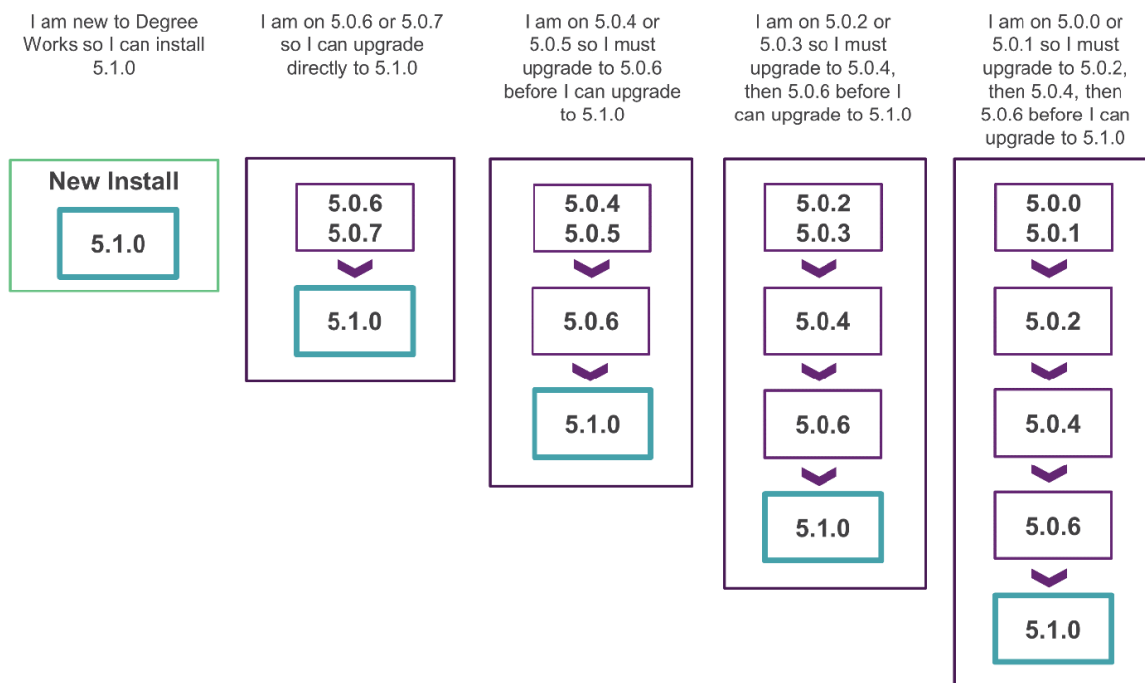 I am new to Degree
Works so I can install
5.1.0
I am on 5.0.6 or 5.0.7
so I can upgrade
directly to 5.1.0
I am on 5.0.4 or
5.0.5 so I must
upgrade to 5.0.6
before I can upgrade
to 5.1.0
I am on 5.0.2 or
5.0.3 so I must
upgrade to 5.0.4,
then 5.0.6 before I
can upgrade to 5.1.0
I am on 5.0.0 or
5.0.1 so I must
upgrade to 5.0.2,
then 5.0.4, then
5.0.6 before I can
upgrade to 5.1.0
New Install
5.1.0
5.0.6
5.0.7
5.1.0
5.0.4
5.0.5
5.0.6
5.1.0
5.0.2
5.0.3
5.0.4
5.0.6
5.1.0
5.0.0
5.0.1
5.0.2
5.0.4
5.0.6
5.1.0